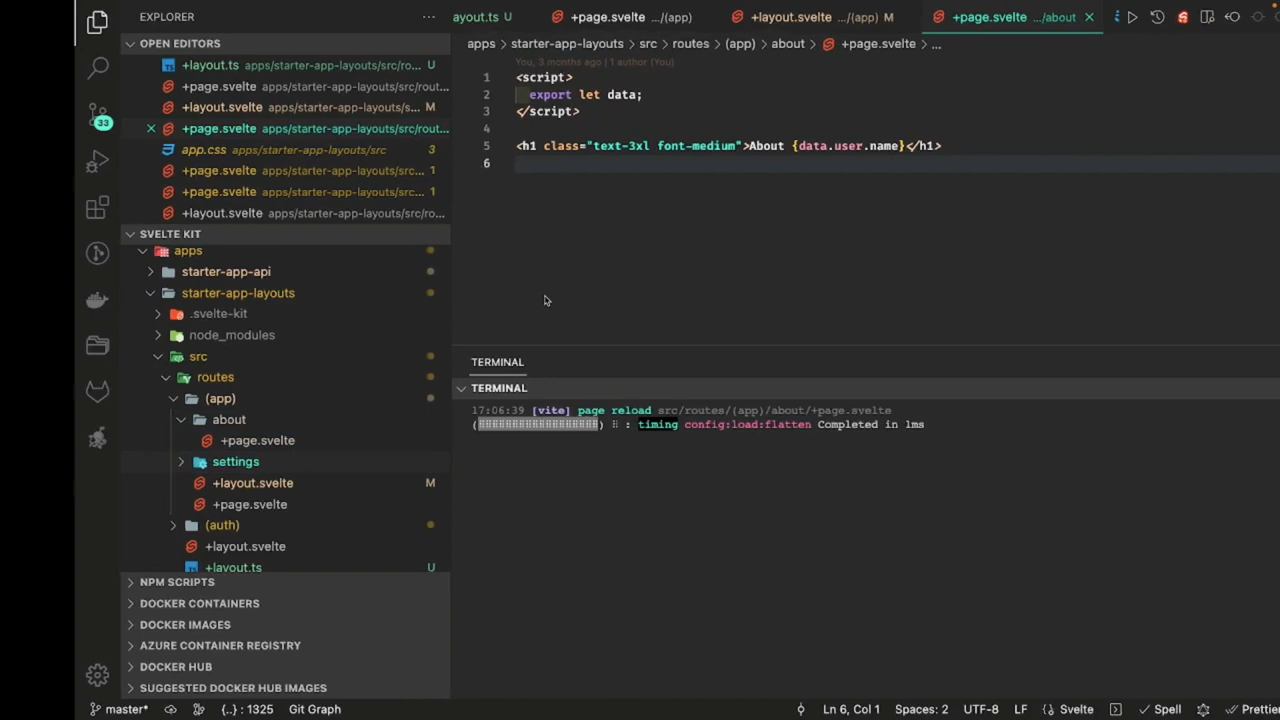 EXPLORER
OPEN EDITORS
+layout.ts apps/starter-app-layouts/src/ro... U
+page.svelte apps/starter-app-layouts/src/rout...
+layout.svelte apps/starter-app-layouts/s... M
+page.svelte apps/starter-app-layouts/src/rout...
app.css apps/starter-app-layouts/src 3
+page.svelte apps/starter-app-layouts/src... 1
+page.svelte apps/starter-app-layouts/src... 1
+layout.svelte apps/starter-app-layouts/src/ro...
33
SVELTE KIT
apps
starter-app-api
starter-app-layouts
.svelte-kit
node_modules
src
routes
(app)
about
+page.svelte
settings
+layout.svelte M
+page.svelte
(auth)
+layout.svelte
+layout.ts U
NPM SCRIPTS
DOCKER CONTAINERS
DOCKER IMAGES
AZURE CONTAINER REGISTRY
DOCKER HUB
SUGGESTED DOCKER HUB IMAGES
ayout.ts U +page.svelte .../(app) +layout.svelte .../(app) M +page.svelte .../about
apps > starter-app-layouts > src > routes > (app) > about > +page.svelte > ...
You, 3 months ago | 1 author (You)
1 <script>
2 export let data;
3 </script>
4
5 <h1 class="text-3xl font-medium">About {data.user.name}</h1>
6
TERMINAL
TERMINAL
17:06:39 [vite] page reload src/routes/(app)/about/+page.svelte
: timing config:load:flatten Completed in 1ms
master* {..} : 1325 Git Graph Ln 6, Col 1 Spaces: 2 UTF-8 LF {} Svelte Spell Prettie